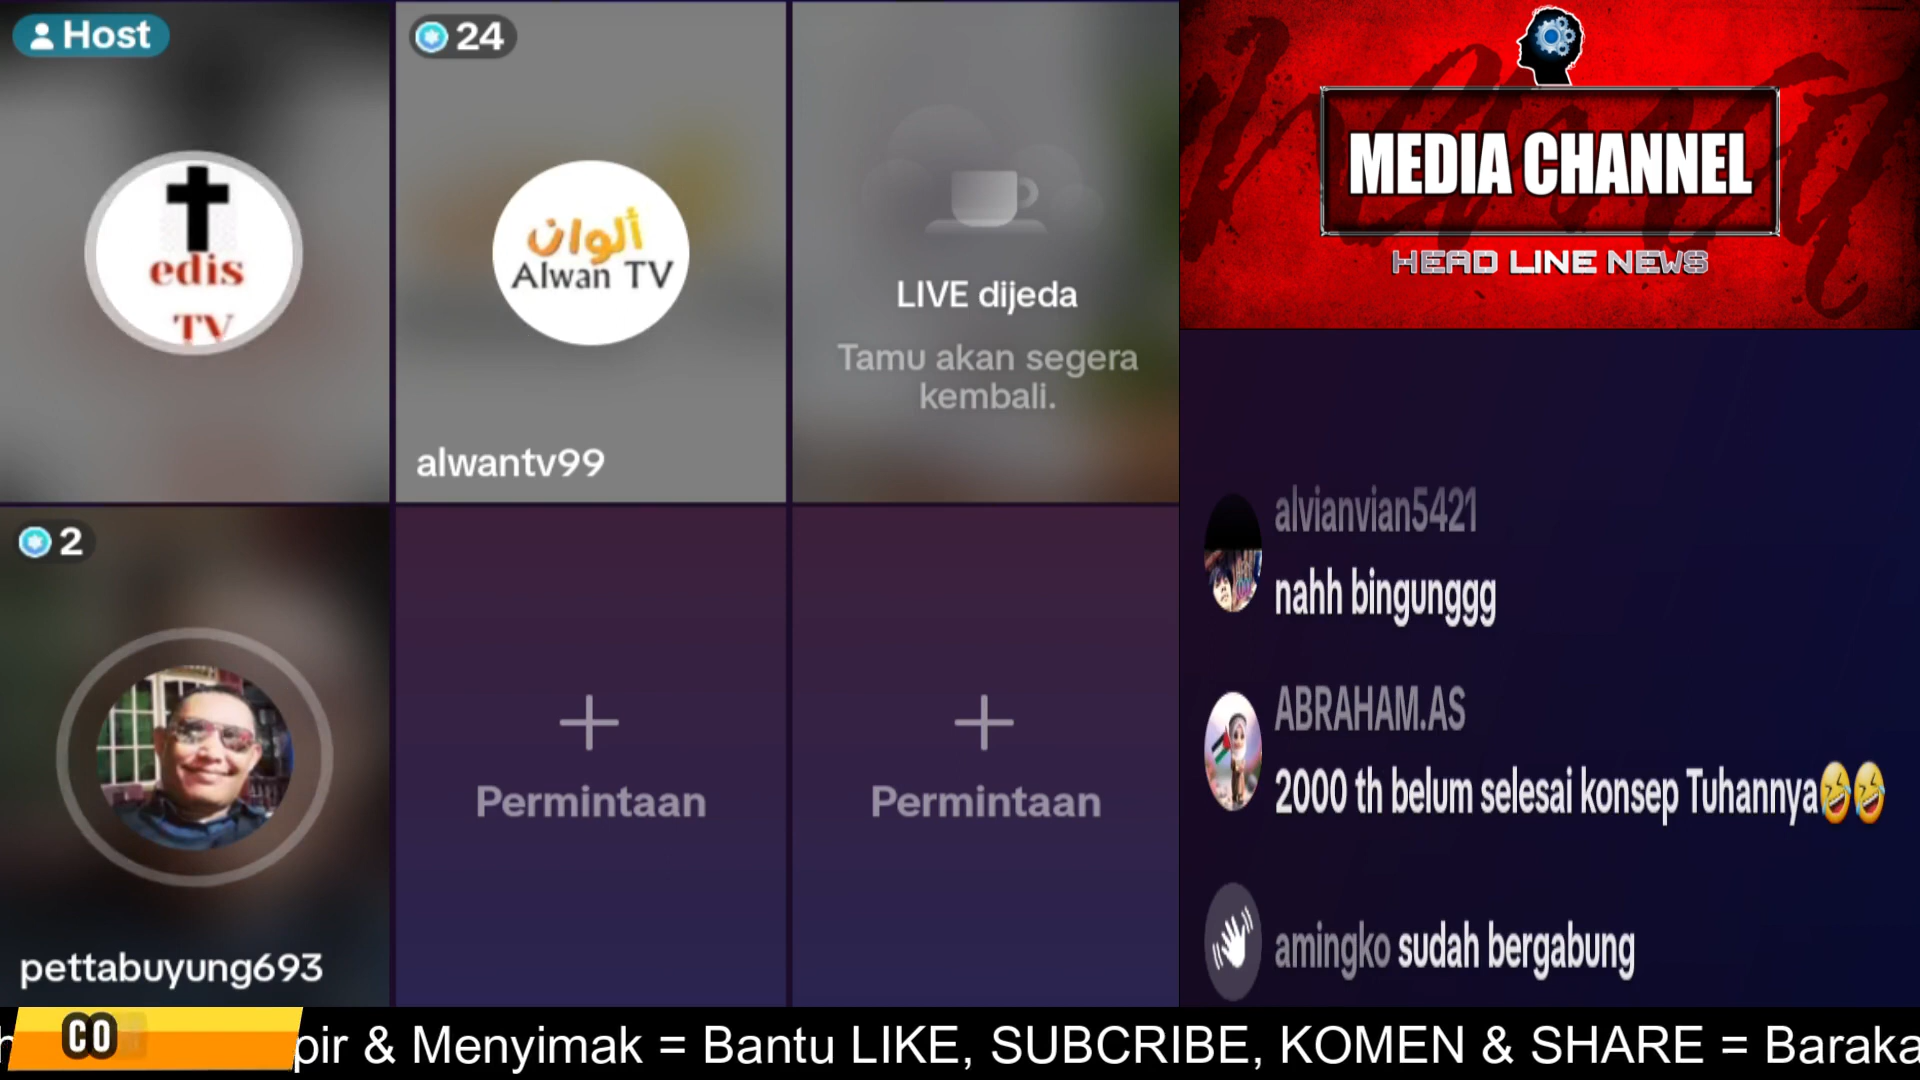 Host
edis
TV
24
ألوان
Alwan TV
alwantv99
LIVE dijeda
Tamu akan segera
kembali.
2
pettabuyung693
Permintaan
Permintaan
MEDIA CHANNEL
HEAD LINE NEWS
alvianvian5421
nahh bingunggg
ABRAHAM.AS
2000 th belum selesai konsep Tuhannya🤣🤣
amingko sudah bergabung
CO
pir & Menyimak = Bantu LIKE, SUBCRIBE, KOMEN & SHARE = Baraka